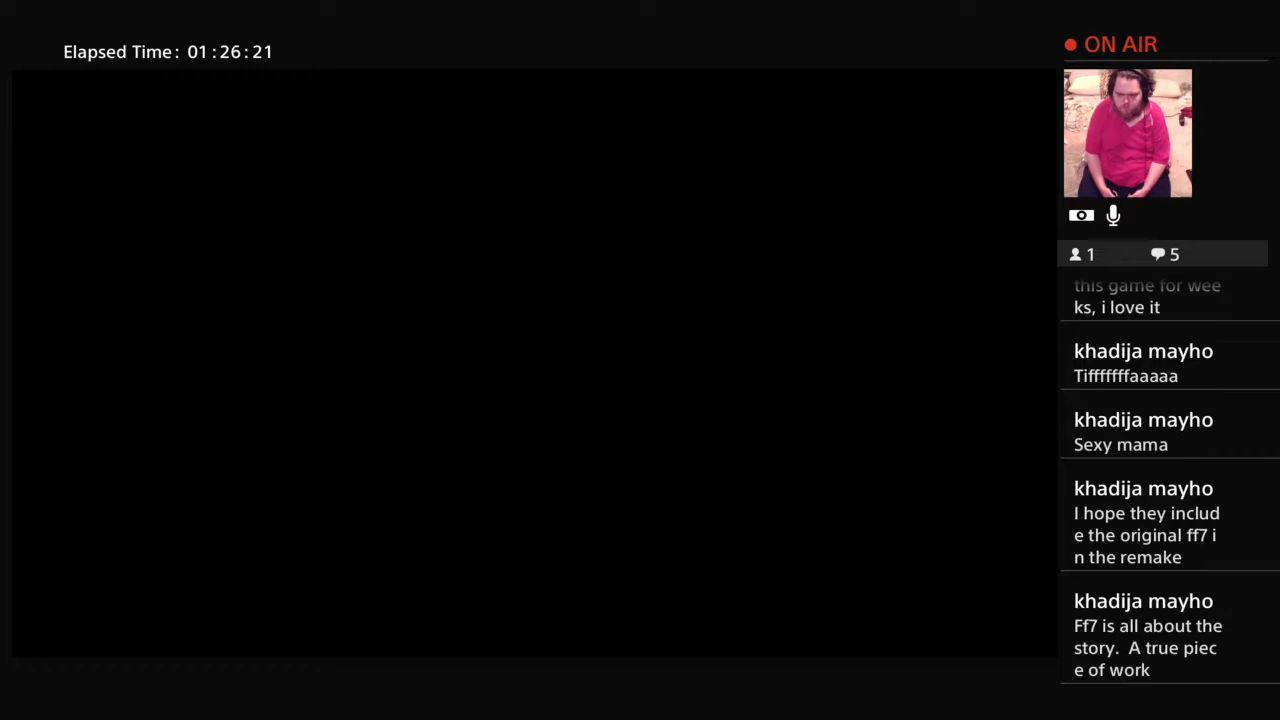 Elapsed Time: 01:26:21
ON AIR
1
5
this game for wee
ks, i love it
khadija mayho
Tifffffffaaaaa
khadija mayho
Sexy mama
khadija mayho
I hope they includ
e the original ff7 i
n the remake
khadija mayho
Ff7 is all about the
story.  A true piec
e of work